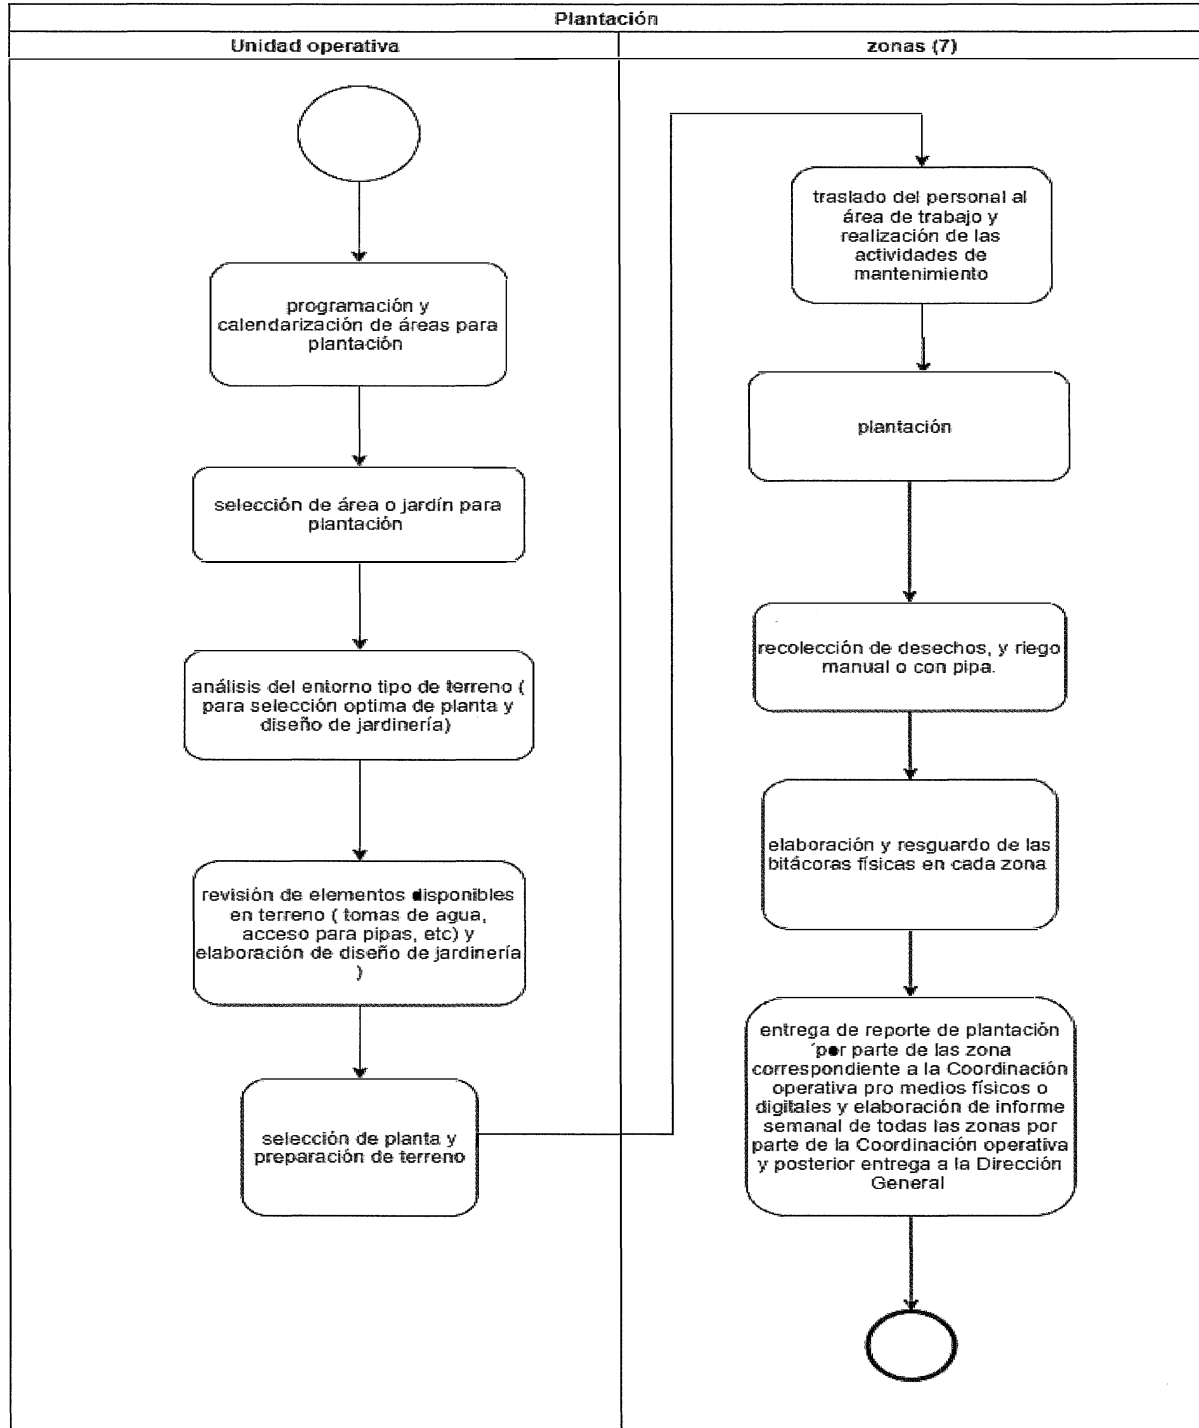 Plantación
Unidad operativa
zonas (7)
programación y
calendarización de áreas para
plantación
selección de área o jardín para
plantación
análisis del entorno tipo de terreno (
para selección optima de planta y
diseño de jardinería)
revisión de elementos disponibles
en terreno ( tomas de agua,
acceso para pipas, etc) y
elaboración de diseño de jardinería
)
selección de planta y
preparación de terreno
traslado del personal al
área de trabajo y
realización de las
actividades de
mantenimiento
plantación
recolección de desechos, y riego
manual o con pipa.
elaboración y resguardo de las
bitácoras físicas en cada zona
entrega de reporte de plantación
´por parte de las zona
correspondiente a la Coordinación
operativa pro medios físicos o
digitales y elaboración de informe
semanal de todas las zonas por
parte de la Coordinación operativa
y posterior entrega a la Dirección
General